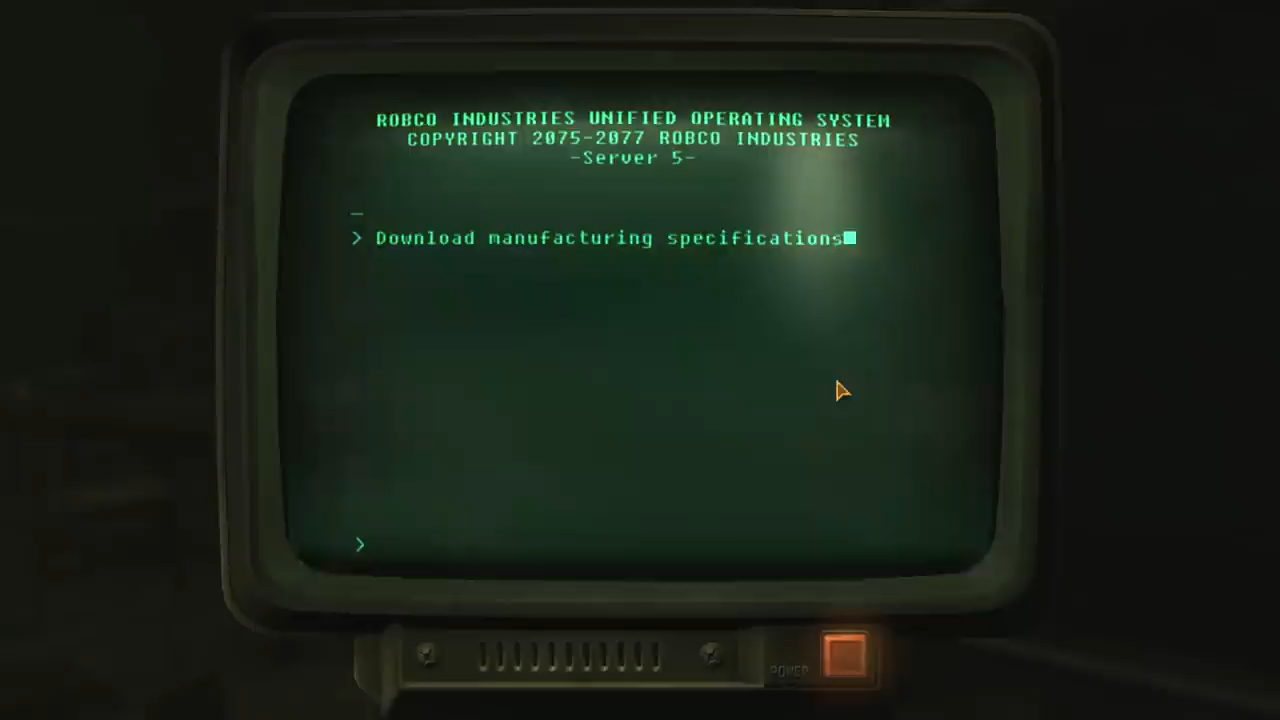 ROBCO INDUSTRIES UNIFIED OPERATING SYSTEM
COPYRIGHT 2075-2077 ROBCO INDUSTRIES
-Server 5-
_
> Download manufacturing specifications
>
POWER